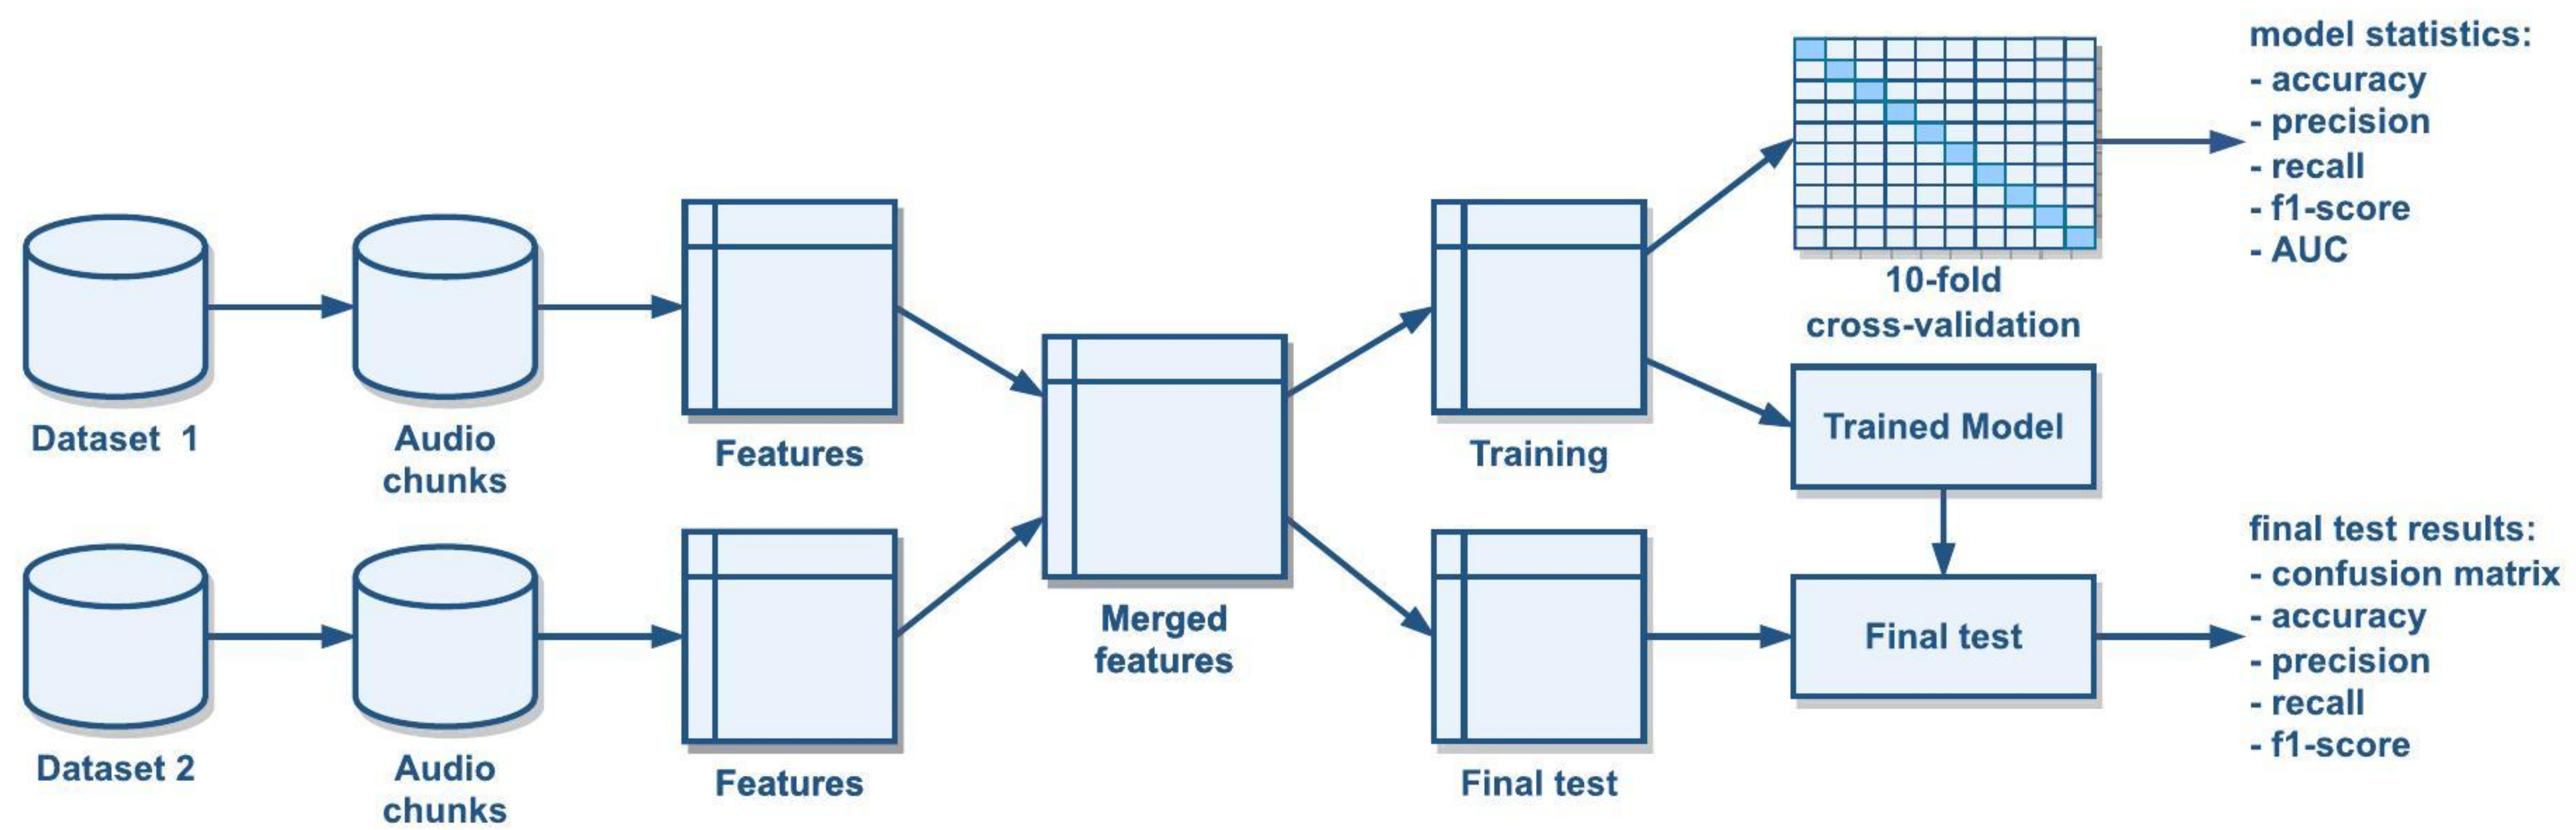 Dataset  1
Audio
chunks
Features
Dataset 2
Audio
chunks
Features
Merged
features
Training
Final test
10-fold
cross-validation
Trained Model
Final test
model statistics:
- accuracy
- precision
- recall
- f1-score
- AUC
final test results:
- confusion matrix
- accuracy
- precision
- recall
- f1-score